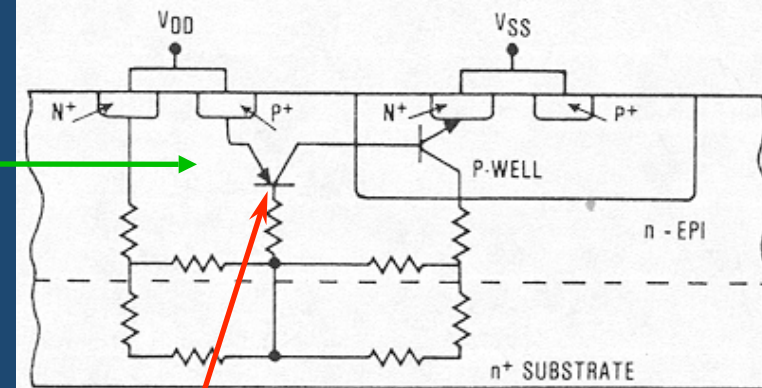 VDD
VSS
N+
P+
N+
P+
P-WELL
n - EPI
n+ SUBSTRATE